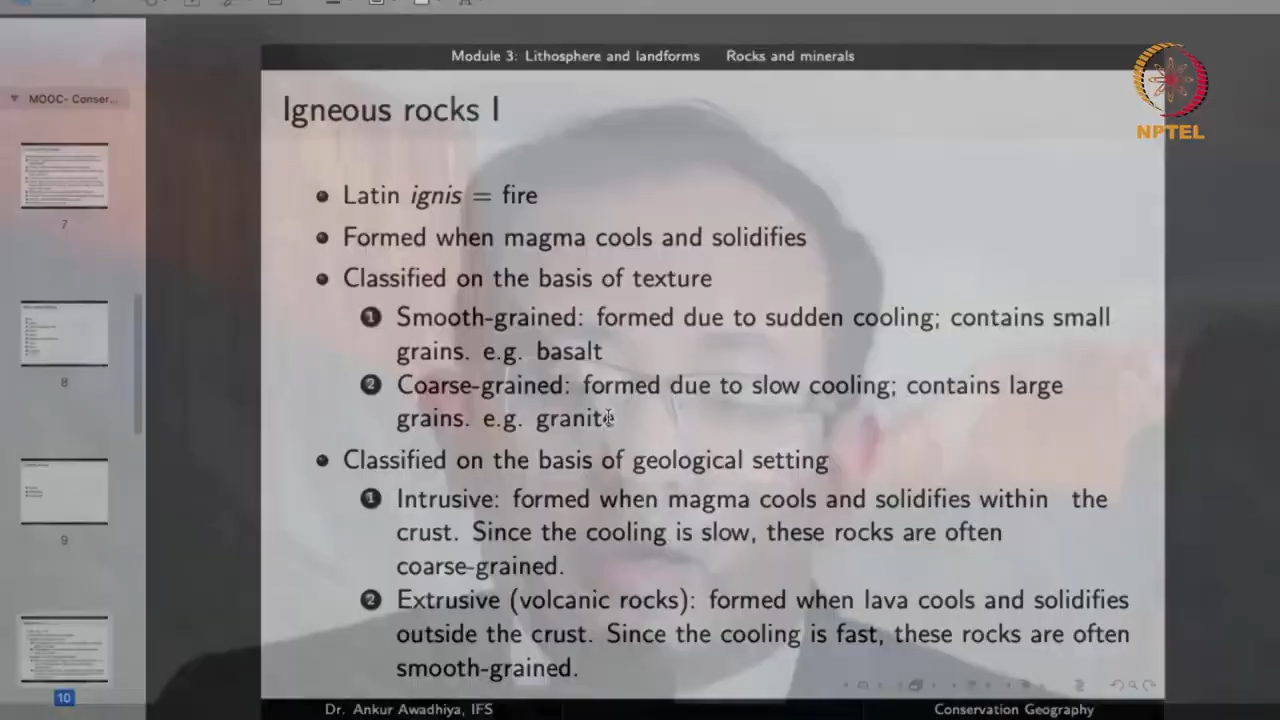 Module 3: Lithosphere and landforms Rocks and minerals
NPTEL
MOOC- Conser...
Igneous rocks I
Latin ignis = fire
Formed when magma cools and solidifies
Classified on the basis of texture
1 Smooth-grained: formed due to sudden cooling; contains small
grains. e.g. basalt
2 Coarse-grained: formed due to slow cooling; contains large
grains. e.g. granite
Classified on the basis of geological setting
1 Intrusive: formed when magma cools and solidifies within the
crust. Since the cooling is slow, these rocks are often
coarse-grained.
2 Extrusive (volcanic rocks): formed when lava cools and solidifies
outside the crust. Since the cooling is fast, these rocks are often
smooth-grained.
7
8
9
10
Dr. Ankur Awadhiya, IFS Conservation Geography